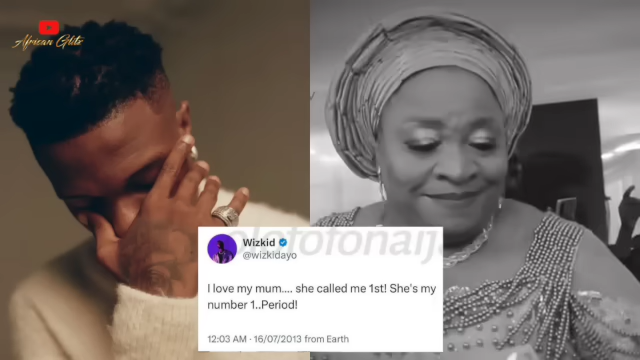 African Glitz
olofofonaija
Wizkid
@wizkidayo
I love my mum.... she called me 1st! She's my
number 1..Period!
12:03 AM · 16/07/2013 from Earth